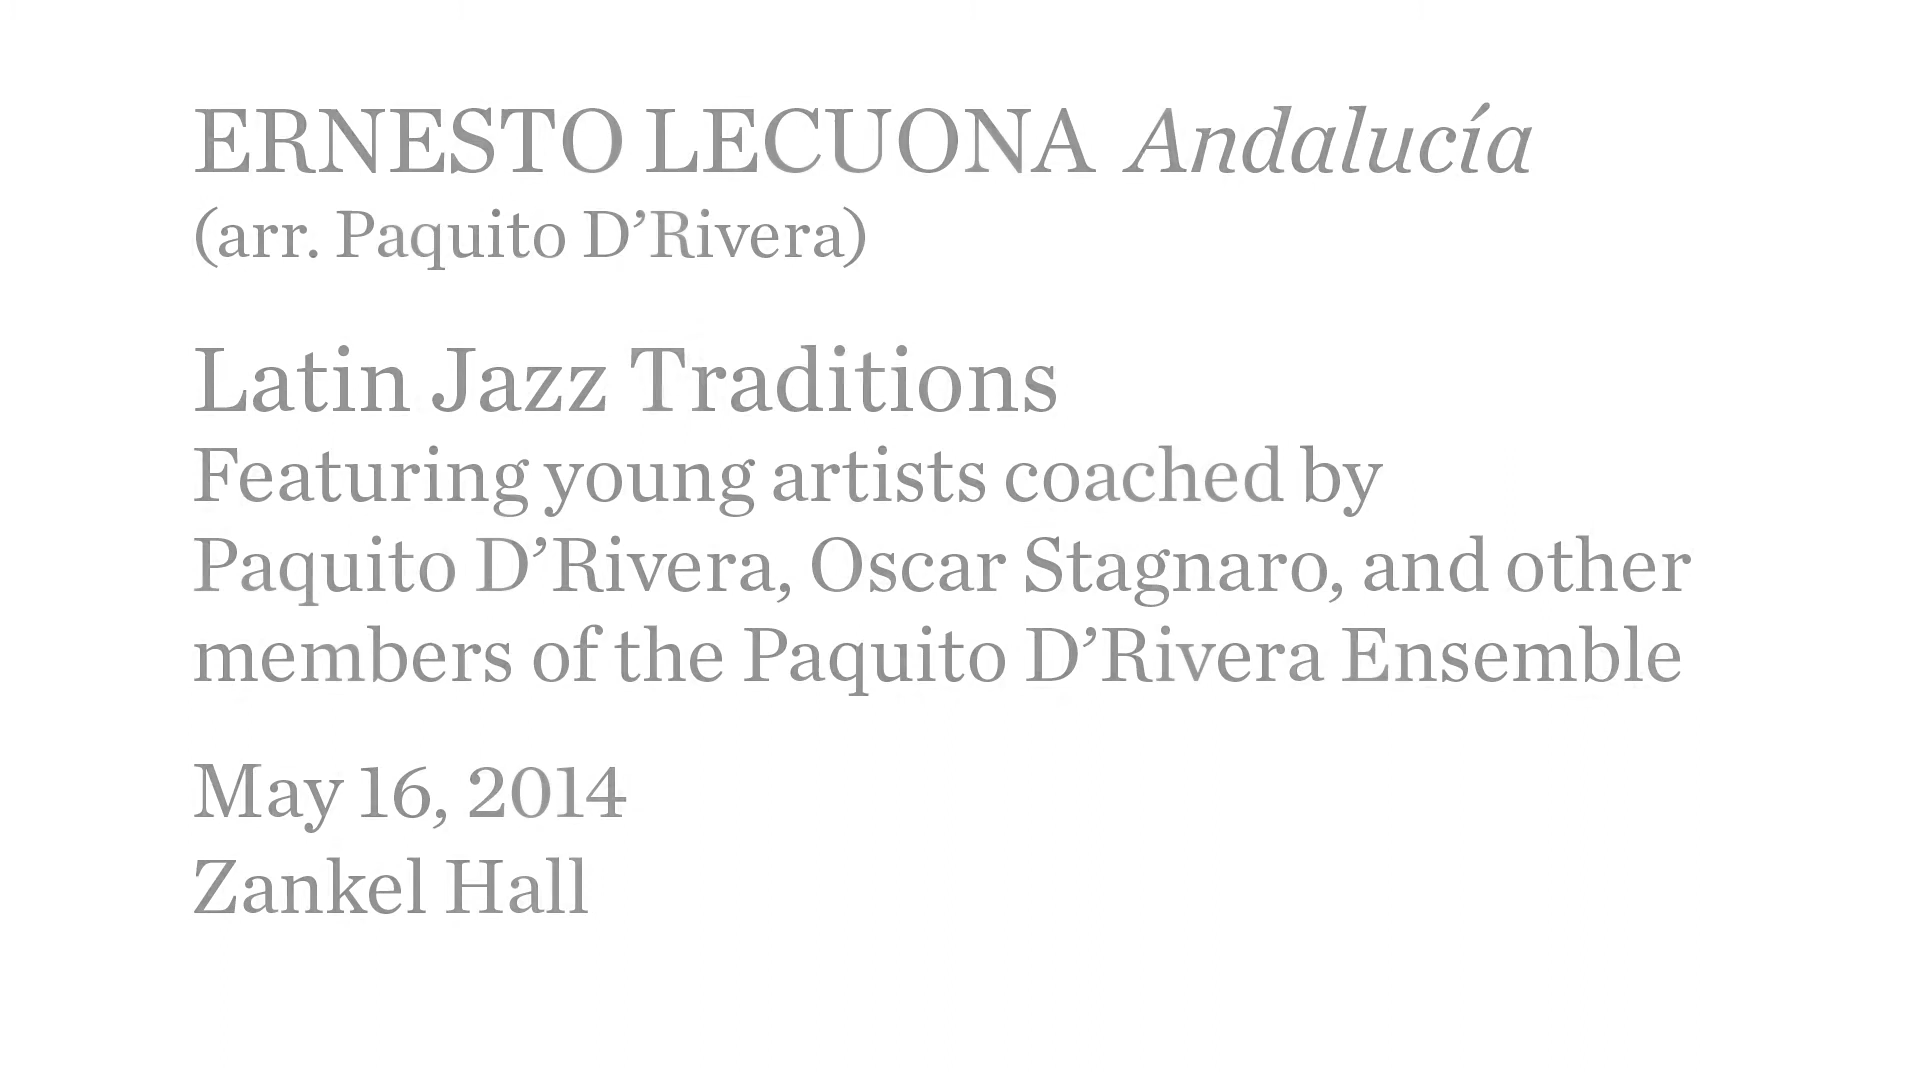 ERNESTO LECUONA Andalucía
(arr. Paquito D’Rivera)
Latin Jazz Traditions
Featuring young artists coached by
Paquito D’Rivera, Oscar Stagnaro, and other
members of the Paquito D’Rivera Ensemble
May 16, 2014
Zankel Hall